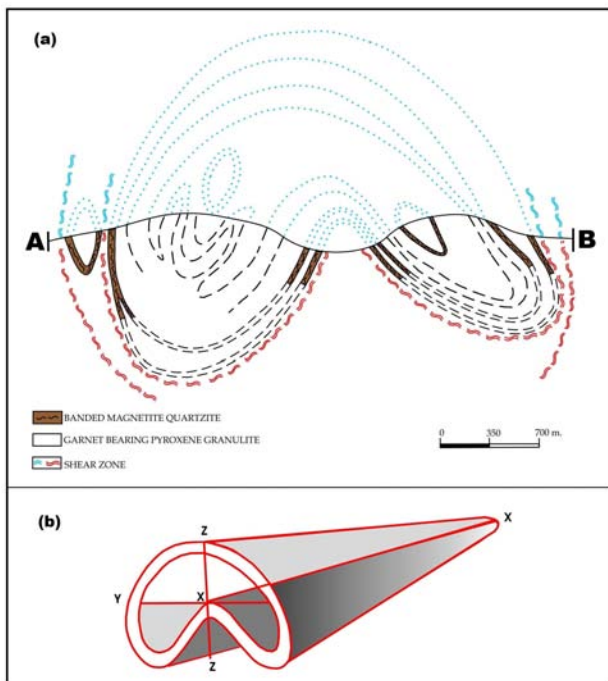 (a)
A
B
BANDED MAGNETITE QUARTZITE
GARNET BEARING PYROXENE GRANULITE
SHEAR ZONE
0 350 700 m.
(b)
Z
X
Y
X
Z